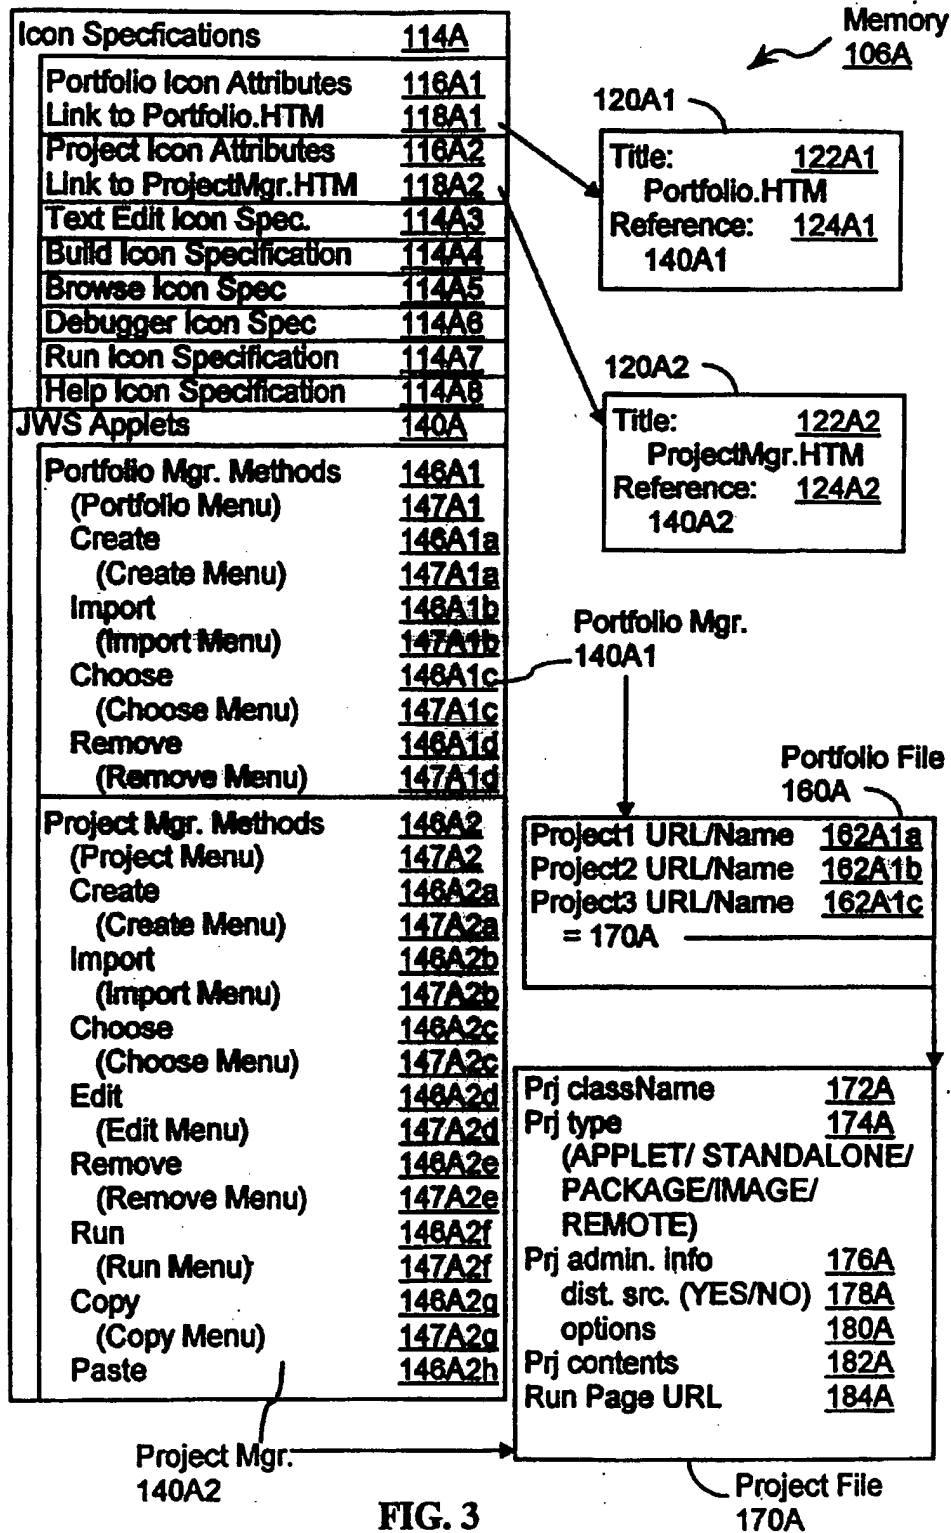 Icon Specfications 114A
Portfolio Icon Attributes 116A1
Link to Portfolio.HTM 118A1
Project Icon Attributes 116A2
Link to ProjectMgr.HTM 118A2
Text Edit Icon Spec. 114A3
Build Icon Specification 114A4
Browse Icon Spec 114A5
Debugger Icon Spec 114A6
Run Icon Specification 114A7
Help Icon Specification 114A8
JWS Applets 140A
Portfolio Mgr. Methods 146A1
(Portfolio Menu) 147A1
Create 146A1a
(Create Menu) 147A1a
Import 146A1b
(Import Menu) 147A1b
Choose 146A1c
(Choose Menu) 147A1c
Remove 146A1d
(Remove Menu) 147A1d
Project Mgr. Methods 146A2
(Project Menu) 147A2
Create 146A2a
(Create Menu) 147A2a
Import 146A2b
(Import Menu) 147A2b
Choose 146A2c
(Choose Menu) 147A2c
Edit 146A2d
(Edit Menu) 147A2d
Remove 146A2e
(Remove Menu) 147A2e
Run 146A2f
(Run Menu) 147A2f
Copy 146A2g
(Copy Menu) 147A2g
Paste 146A2h
Project Mgr.
140A2
Memory
106A
120A1
Title: 122A1
Portfolio.HTM
Reference: 124A1
140A1
120A2
Title: 122A2
ProjectMgr.HTM
Reference: 124A2
140A2
Portfolio Mgr.
140A1
Portfolio File
160A
Project1 URL/Name 162A1a
Project2 URL/Name 162A1b
Project3 URL/Name 162A1c
= 170A
Prj className 172A
Prj type 174A
(APPLET/ STANDALONE/
PACKAGE/IMAGE/
REMOTE)
Prj admin. info 176A
dist. src. (YES/NO) 178A
options 180A
Prj contents 182A
Run Page URL 184A
Project File
170A
FIG. 3